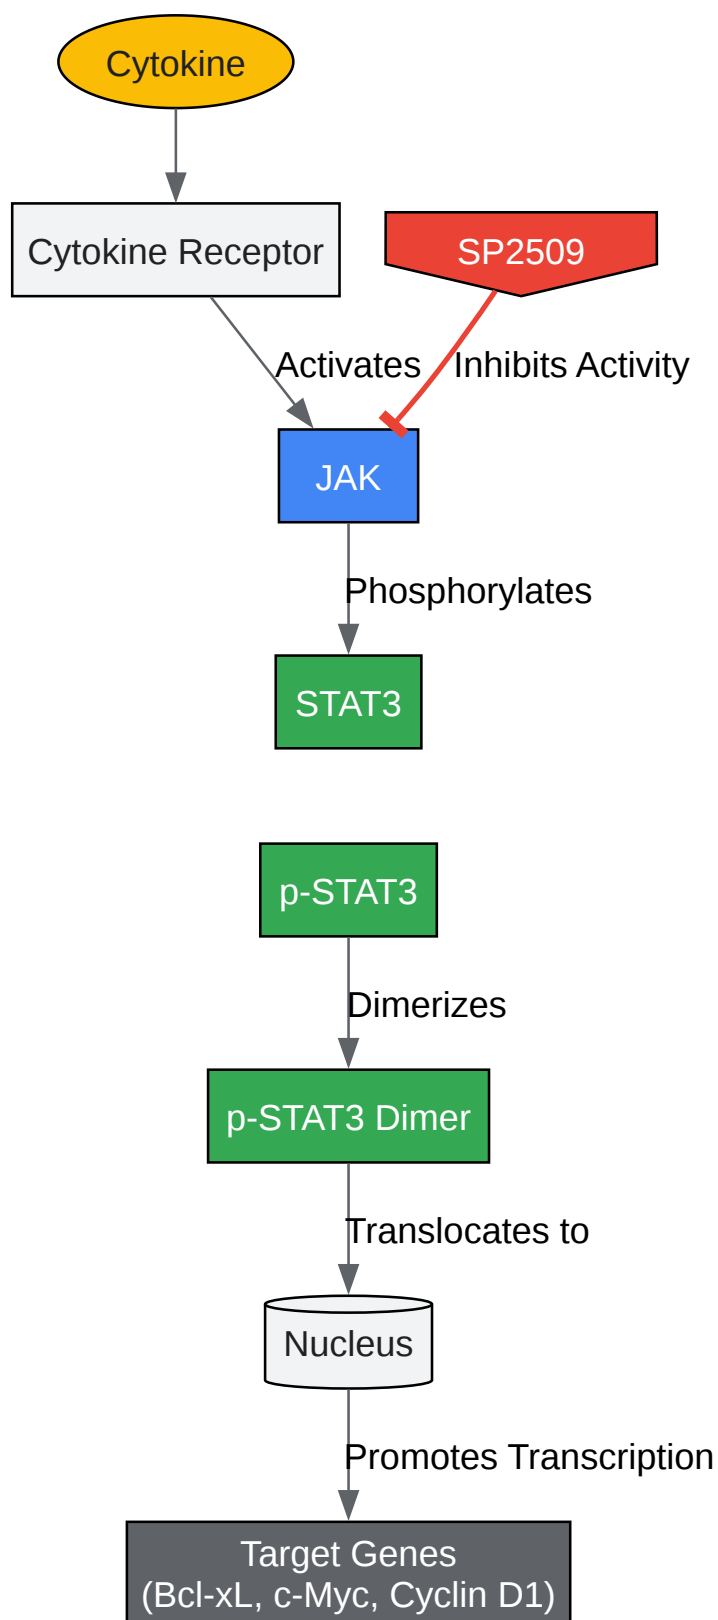 Cytokine
Cytokine Receptor
SP2509
Activates
Inhibits Activity
JAK
Phosphorylates
STAT3
p-STAT3
Dimerizes
p-STAT3 Dimer
Translocates to
Nucleus
Promotes Transcription
Target Genes
(Bcl-xL, c-Myc, Cyclin D1)